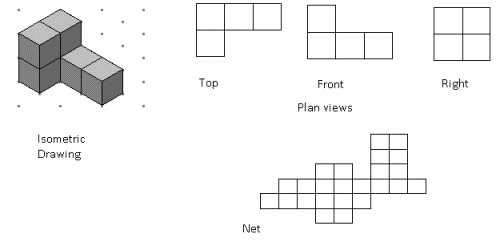 Top
Front
Right
Plan views
Isometric
Drawing
Net